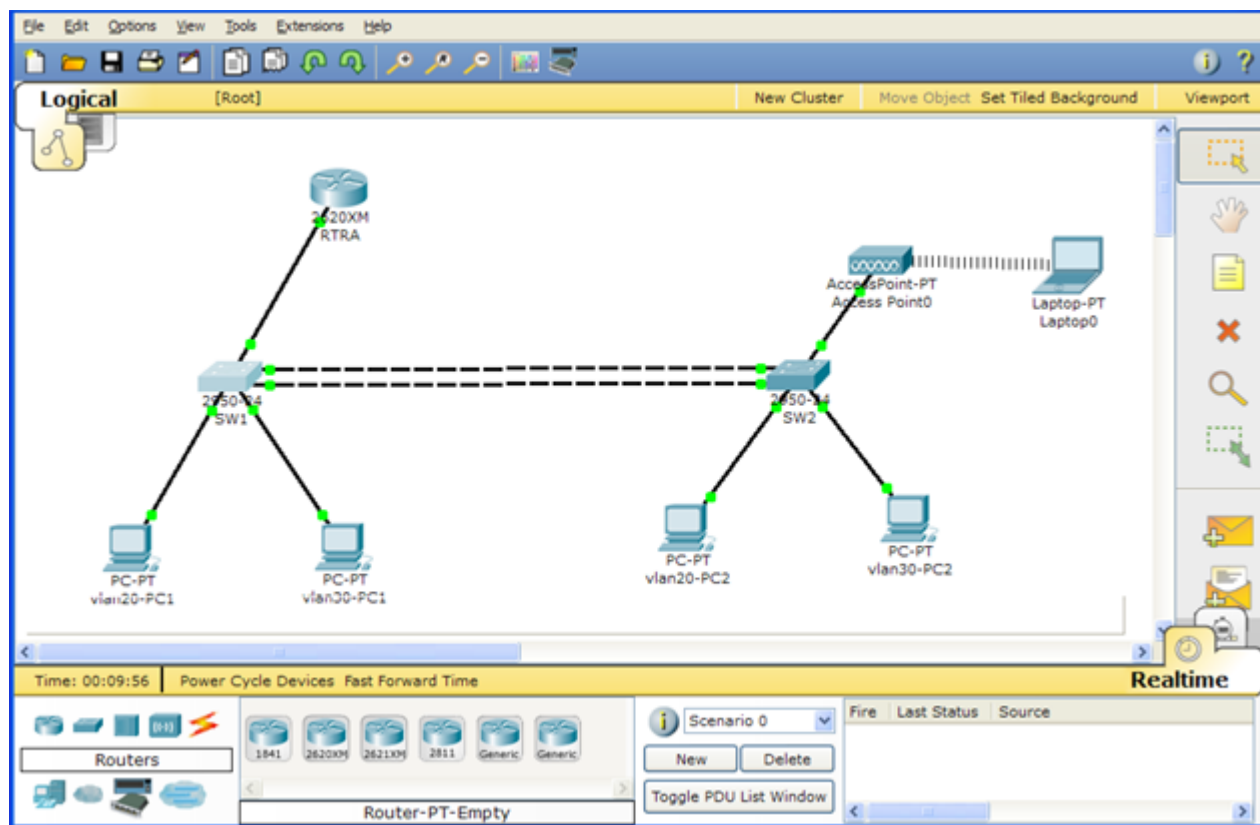 File Edit Options View Tools Extensions Help
Logical [Root] New Cluster Move Object Set Tiled Background Viewport
2620XM
RTRA
AccessPoint-PT
Access Point0
Laptop-PT
Laptop0
2950-24
SW1
2950-24
SW2
PC-PT
vlan20-PC1
PC-PT
vlan30-PC1
PC-PT
vlan20-PC2
PC-PT
vlan30-PC2
Time: 00:09:56 Power Cycle Devices Fast Forward Time Realtime
Routers
1841 2620XM 2621XM 2811 Generic Generic
Router-PT-Empty
Scenario 0
New Delete
Toggle PDU List Window
Fire Last Status Source